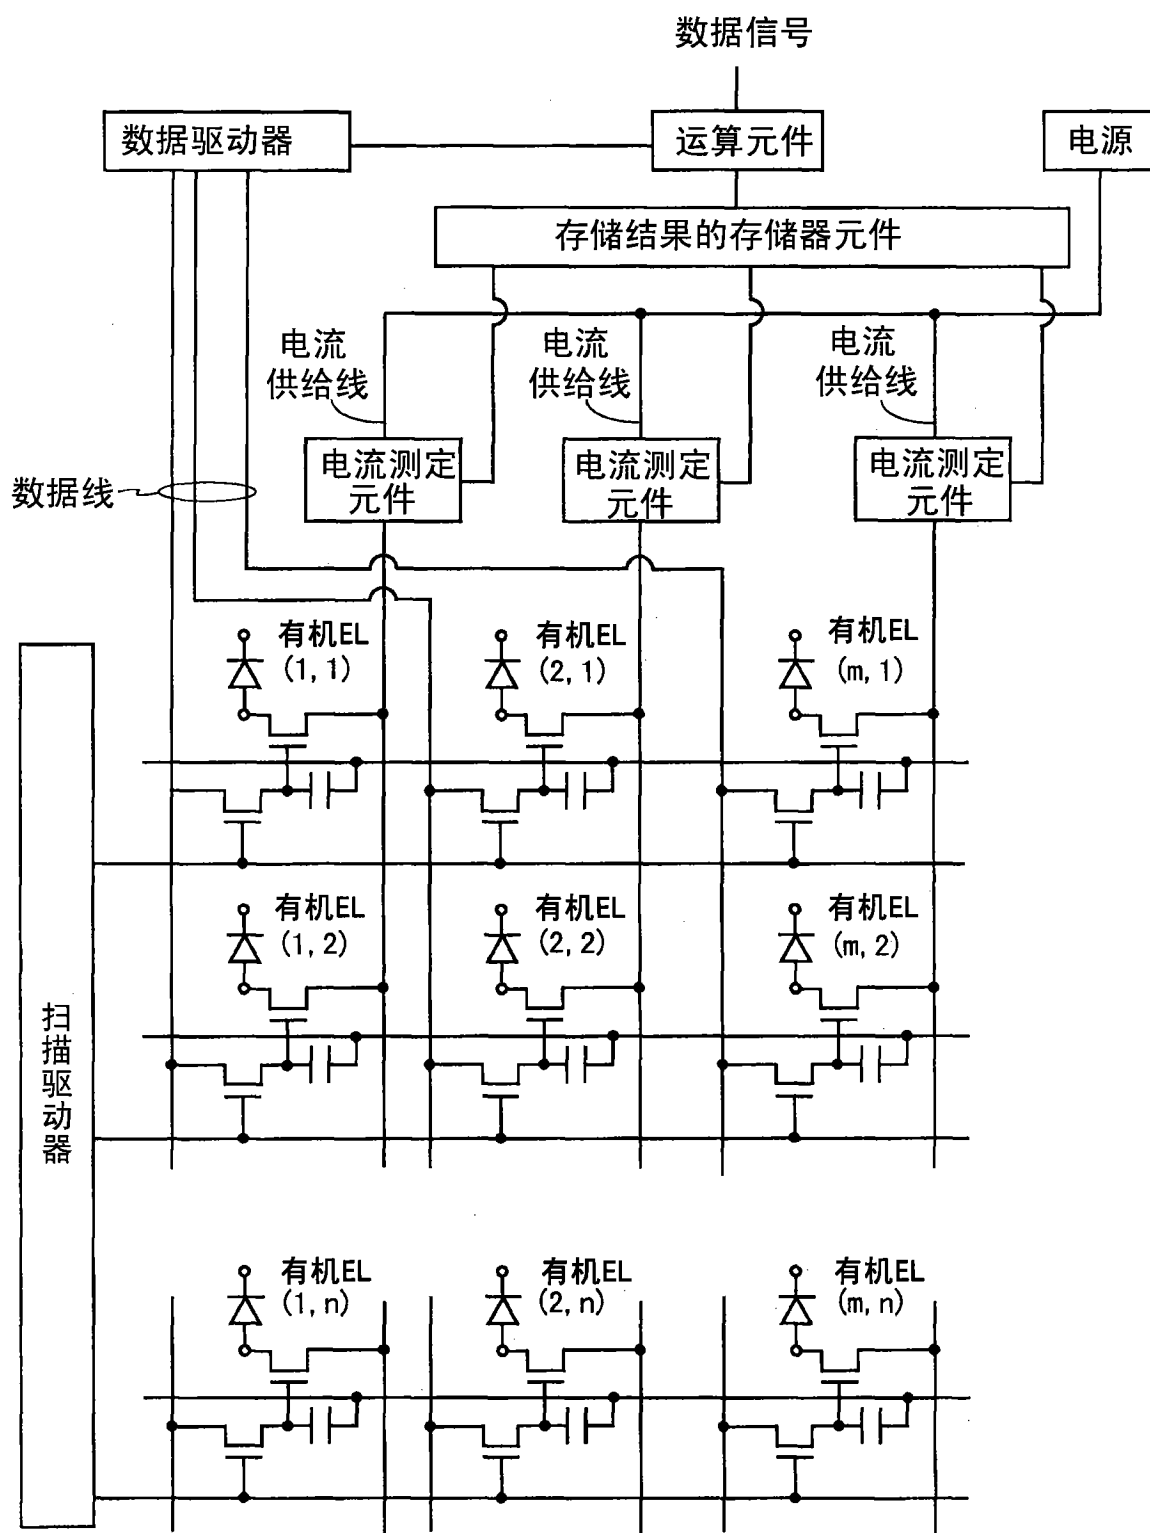 数据信号
数据驱动器
运算元件
电源
存储结果的存储器元件
电流
供给线
电流
供给线
电流
供给线
电流测定
元件
电流测定
元件
电流测定
元件
数据线
有机EL
(1, 1)
有机EL
(2, 1)
有机EL
(m, 1)
有机EL
(1, 2)
有机EL
(2, 2)
有机EL
(m, 2)
扫描驱动器
有机EL
(1, n)
有机EL
(2, n)
有机EL
(m, n)